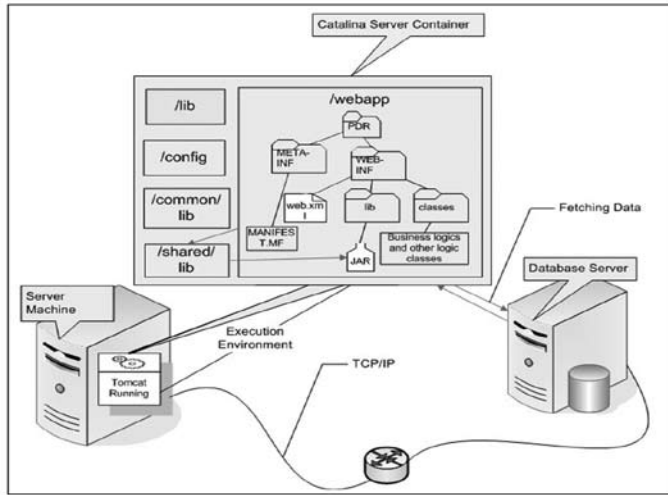 Catalina Server Container
/lib
/config
/common/
lib
/shared/
lib
/webapp
PDR
META-
INF
WEB-
INF
web.xm
l
lib
classes
MANIFES
T.MF
JAR
Business logics
and other logic
classes
Fetching Data
Database Server
Server
Machine
Execution
Environment
Tomcat
Running
TCP/IP